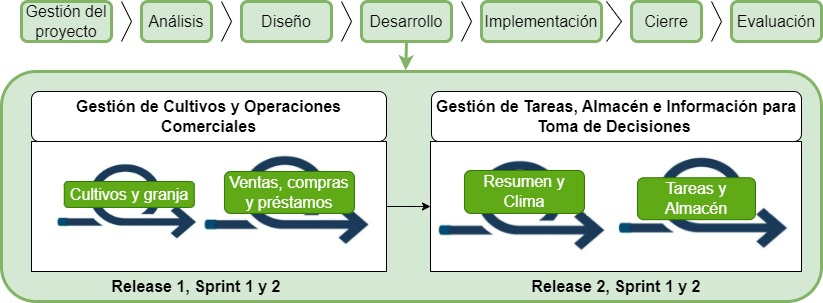 Gestión del
proyecto
Análisis
Diseño
Desarrollo
Implementación
Cierre
Evaluación
Gestión de Cultivos y Operaciones
Comerciales
Gestión de Tareas, Almacén e Información para
Toma de Decisiones
Cultivos y granja
Ventas, compras
y préstamos
Resumen y
Clima
Tareas y
Almacén
Release 1, Sprint 1 y 2
Release 2, Sprint 1 y 2